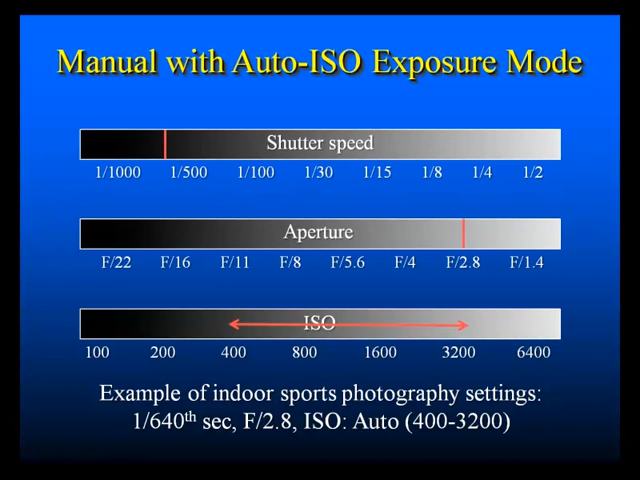 Manual with Auto-ISO Exposure Mode
Shutter speed
1/1000 1/500 1/100 1/30 1/15 1/8 1/4 1/2
Aperture
F/22 F/16 F/11 F/8 F/5.6 F/4 F/2.8 F/1.4
ISO
100 200 400 800 1600 3200 6400
Example of indoor sports photography settings:
1/640th sec, F/2.8, ISO: Auto (400-3200)